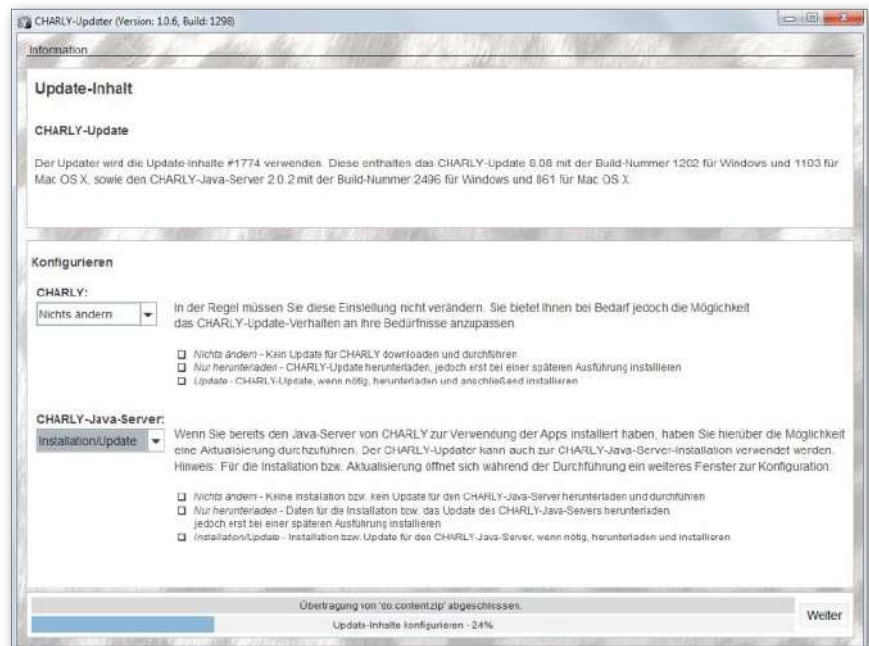 CHARLY-Updater (Version: 1.0.6, Build: 1298)
Information
Update-Inhalt
CHARLY-Update
Der Updater wird die Update-Inhalte #1774 verwenden. Diese enthalten das CHARLY-Update 8.08 mit der Build-Nummer 1202 für Windows und 1103 für
Mac OS X, sowie den CHARLY-Java-Server 2.0.2 mit der Build-Nummer 2496 für Windows und 861 für Mac OS X.
Konfigurieren
CHARLY:
Nichts ändern
In der Regel müssen Sie diese Einstellung nicht verändern. Sie bietet Ihnen bei Bedarf jedoch die Möglichkeit
das CHARLY-Update-Verhalten an Ihre Bedürfnisse anzupassen.
Nichts ändern - Kein Update für CHARLY downloaden und durchführen
Nur herunterladen - CHARLY-Update herunterladen, jedoch erst bei einer späteren Ausführung installieren
Update - CHARLY-Update, wenn nötig, herunterladen und anschließend installieren
CHARLY-Java-Server:
Installation/Update
Wenn Sie bereits den Java-Server von CHARLY zur Verwendung der Apps installiert haben, haben Sie hierüber die Möglichkeit
eine Aktualisierung durchzuführen. Der CHARLY-Updater kann auch zur CHARLY-Java-Server-Installation verwendet werden.
Hinweis: Für die Installation bzw. Aktualisierung öffnet sich während der Durchführung ein weiteres Fenster zur Konfiguration.
Nichts ändern - Keine Installation bzw. kein Update für den CHARLY-Java-Server herunterladen und durchführen
Nur herunterladen - Daten für die Installation bzw. das Update des CHARLY-Java-Servers herunterladen,
jedoch erst bei einer späteren Ausführung installieren
Installation/Update - Installation bzw. Update für den CHARLY-Java-Server, wenn nötig, herunterladen und installieren
Übertragung von 'do.content.zip' abgeschlossen.
Update-Inhalte konfigurieren - 24%
Weiter